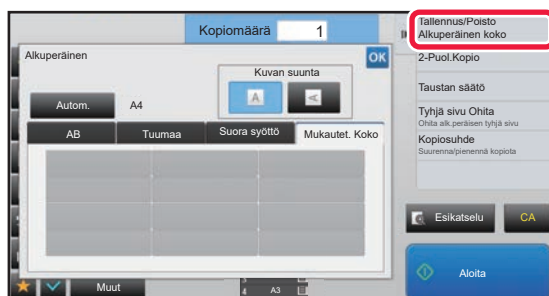 Kopiomäärä 1
Tallennus/Poisto
Alkuperäinen koko
Alkuperäinen
OK
Kuvan suunta
A A
Autom. A4
AB Tuumaa Suora syöttö Mukautet. Koko
2-Puol.Kopio
Taustan säätö
Tyhjä sivu Ohita
Ohita alk.peräisen tyhjä sivu
Kopiosuhde
Suurenna/pienennä kopiota
Esikatselu CA
Aloita
Muut
4 A3